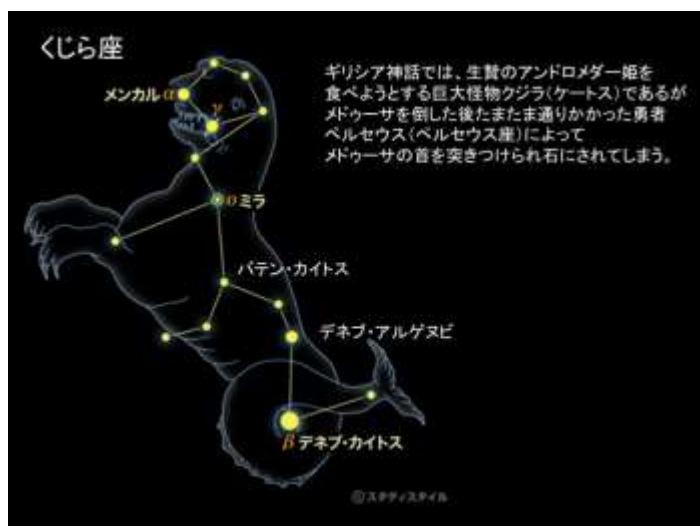 くじら座
ギリシア神話では、生贄のアンドロメダー姫を
食べようとする巨大怪物クジラ（ケートス）であるが
メドゥーサを倒した後たまたま通りかかった勇者
ペルセウス（ペルセウス座）によって
メドゥーサの首を突きつけられ石にされてしまう。
メンカル α
γ
ο ミラ
バテン・カイトス
デネブ・アルゲヌビ
β デネブ・カイトス
©スタディスタイル